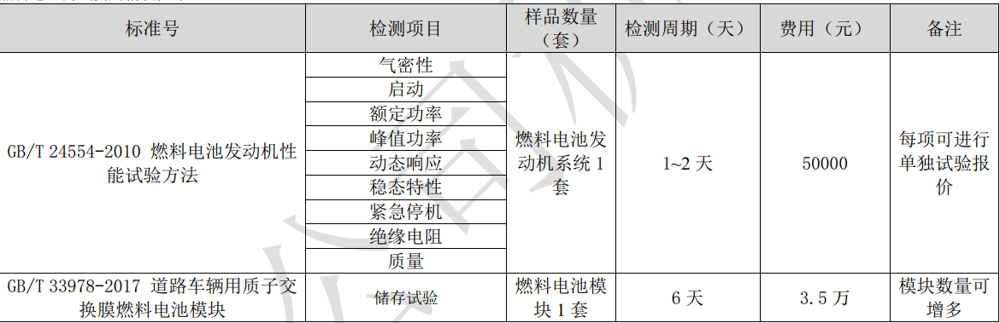 标准号
检测项目
样品数量
（套）
检测周期（天）
费用（元）
备注
GB/T 24554-2010 燃料电池发动机性
能试验方法
气密性
启动
额定功率
峰值功率
动态响应
稳态特性
紧急停机
绝缘电阻
质量
燃料电池发
动机系统 1
套
1~2 天
50000
每项可进行
单独试验报
价
GB/T 33978-2017 道路车辆用质子交
换膜燃料电池模块
储存试验
燃料电池模
块 1 套
6 天
3.5 万
模块数量可
增多